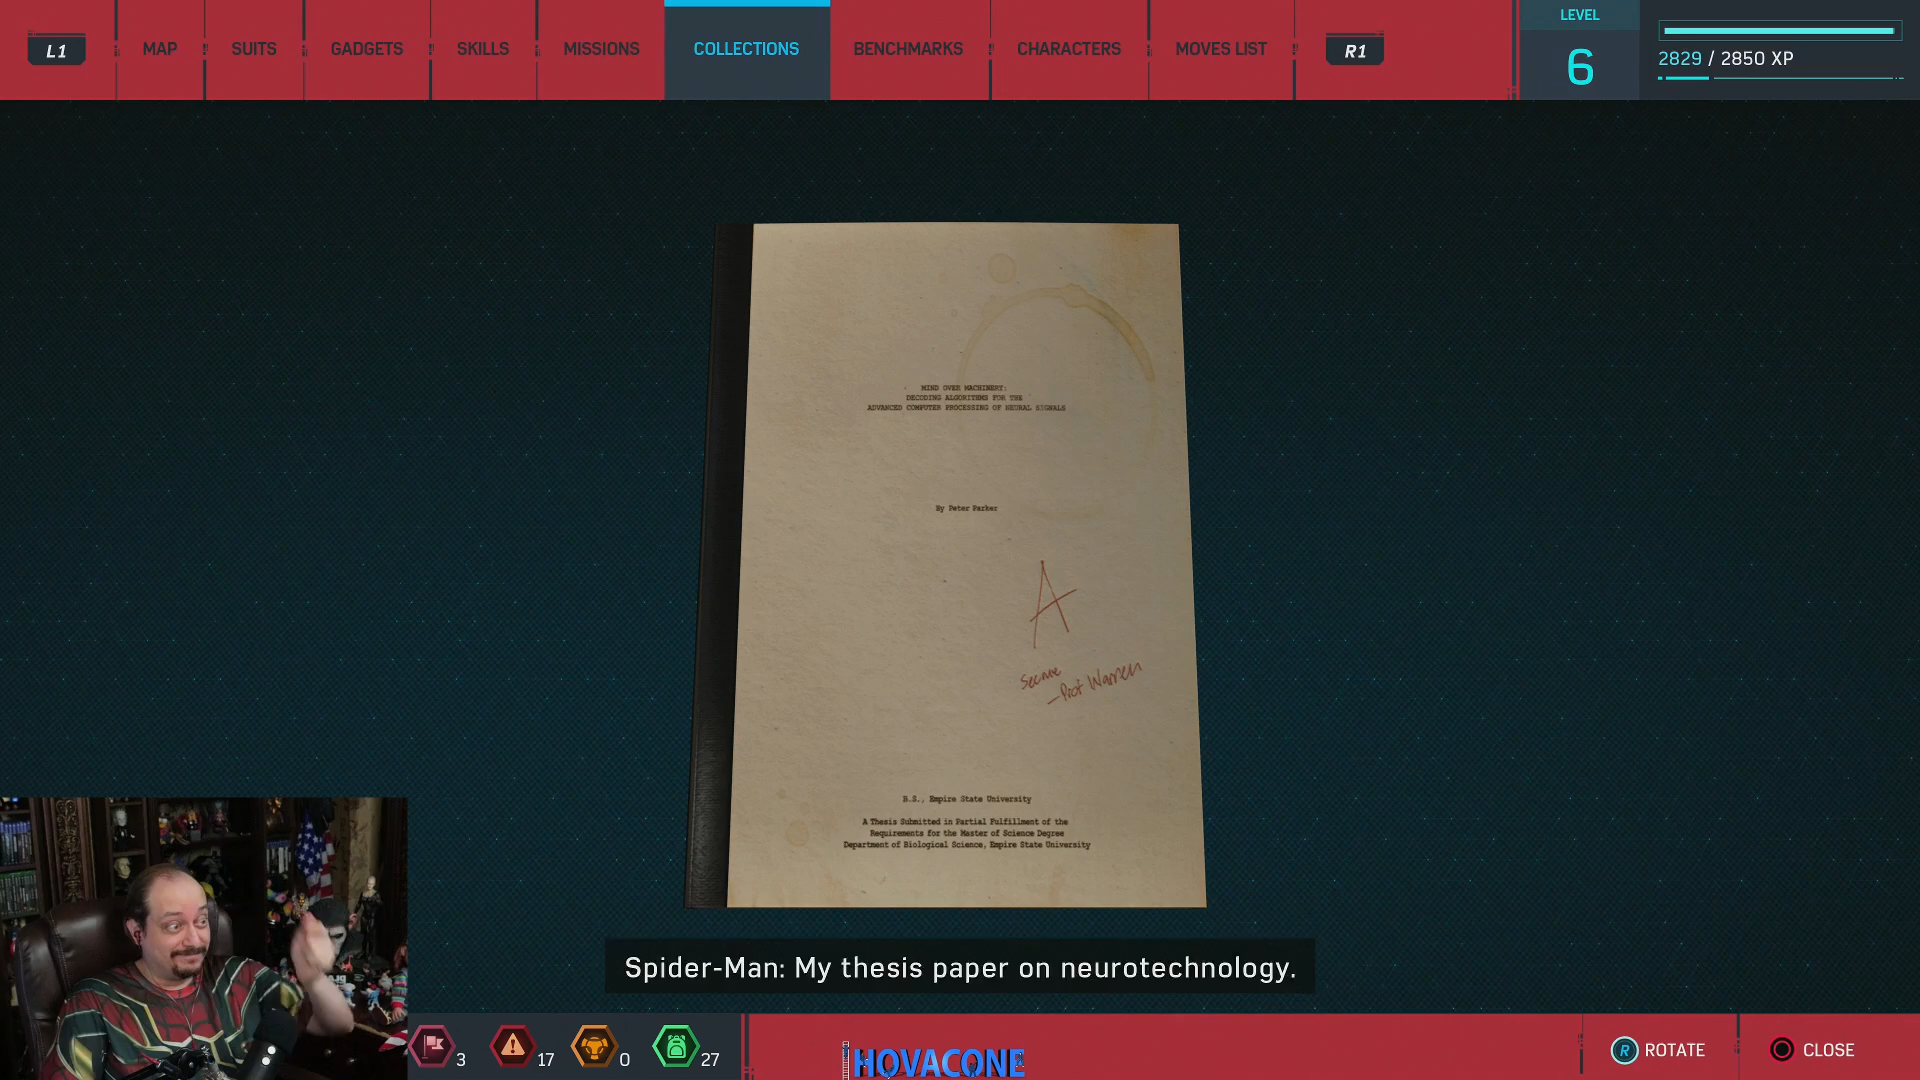 L1
MAP
SUITS
GADGETS
SKILLS
MISSIONS
COLLECTIONS
BENCHMARKS
CHARACTERS
MOVES LIST
R1
LEVEL
6
2829 / 2850 XP
MIND OVER MACHINERY:
DECODING ALGORITHMS FOR THE
ADVANCED COMPUTER PROCESSING OF NEURAL SIGNALS
By Peter Parker
A
See me
- Prof Warren
B.S., Empire State University
A Thesis Submitted in Partial Fulfillment of the
Requirements for the Master of Science Degree
Department of Biological Science, Empire State University
Spider-Man: My thesis paper on neurotechnology.
3
17
0
27
HOVACONE
R ROTATE
CLOSE